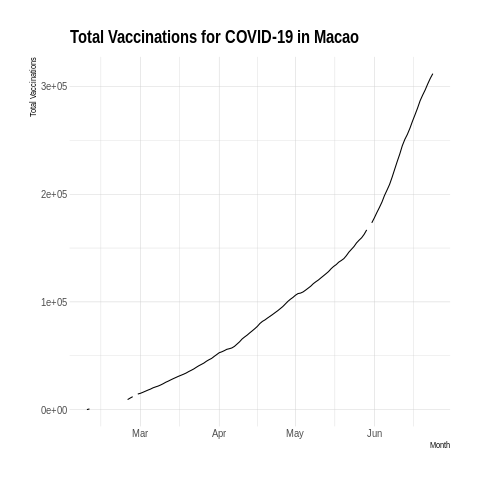 Total Vaccinations for COVID-19 in Macao
Total Vaccinations
3e+05
2e+05
1e+05
0e+00
Mar Apr May Jun
Month